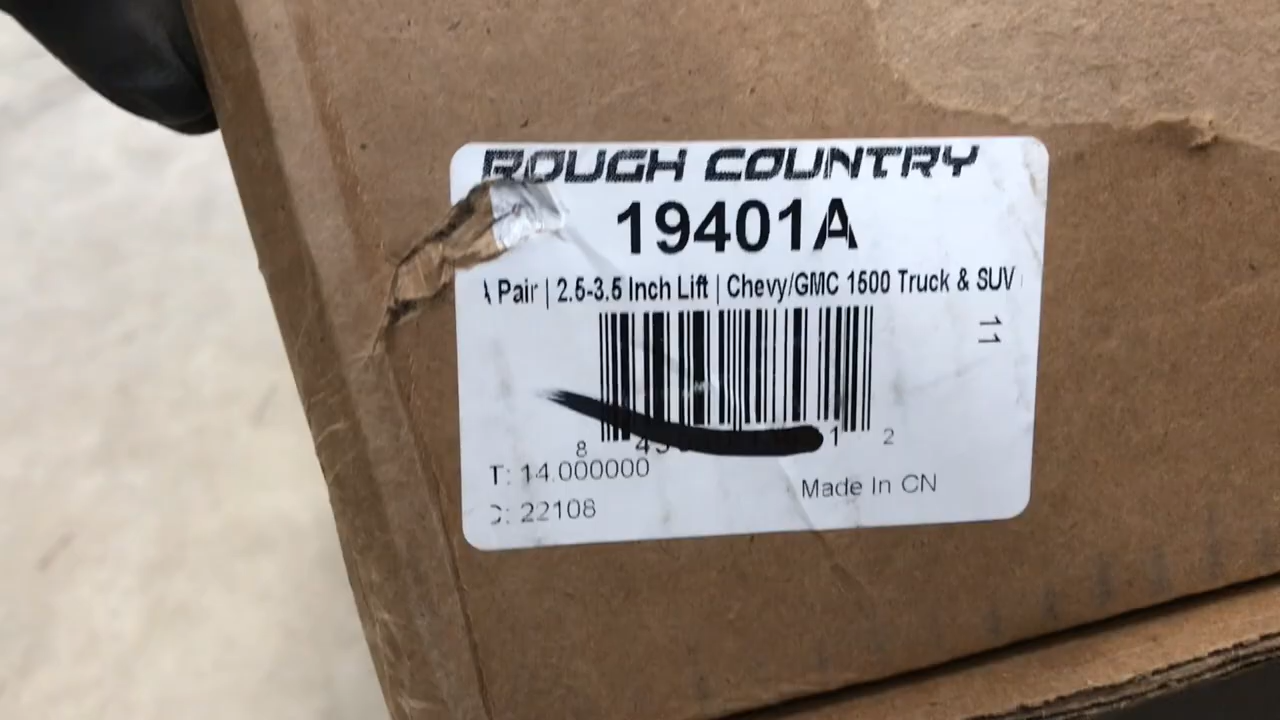 ROUGH COUNTRY
19401A
Pair | 2.5-3.5 Inch Lift | Chevy/GMC 1500 Truck & SUV
11
8 1 2
T: 14.000000
Made In CN
: 22108